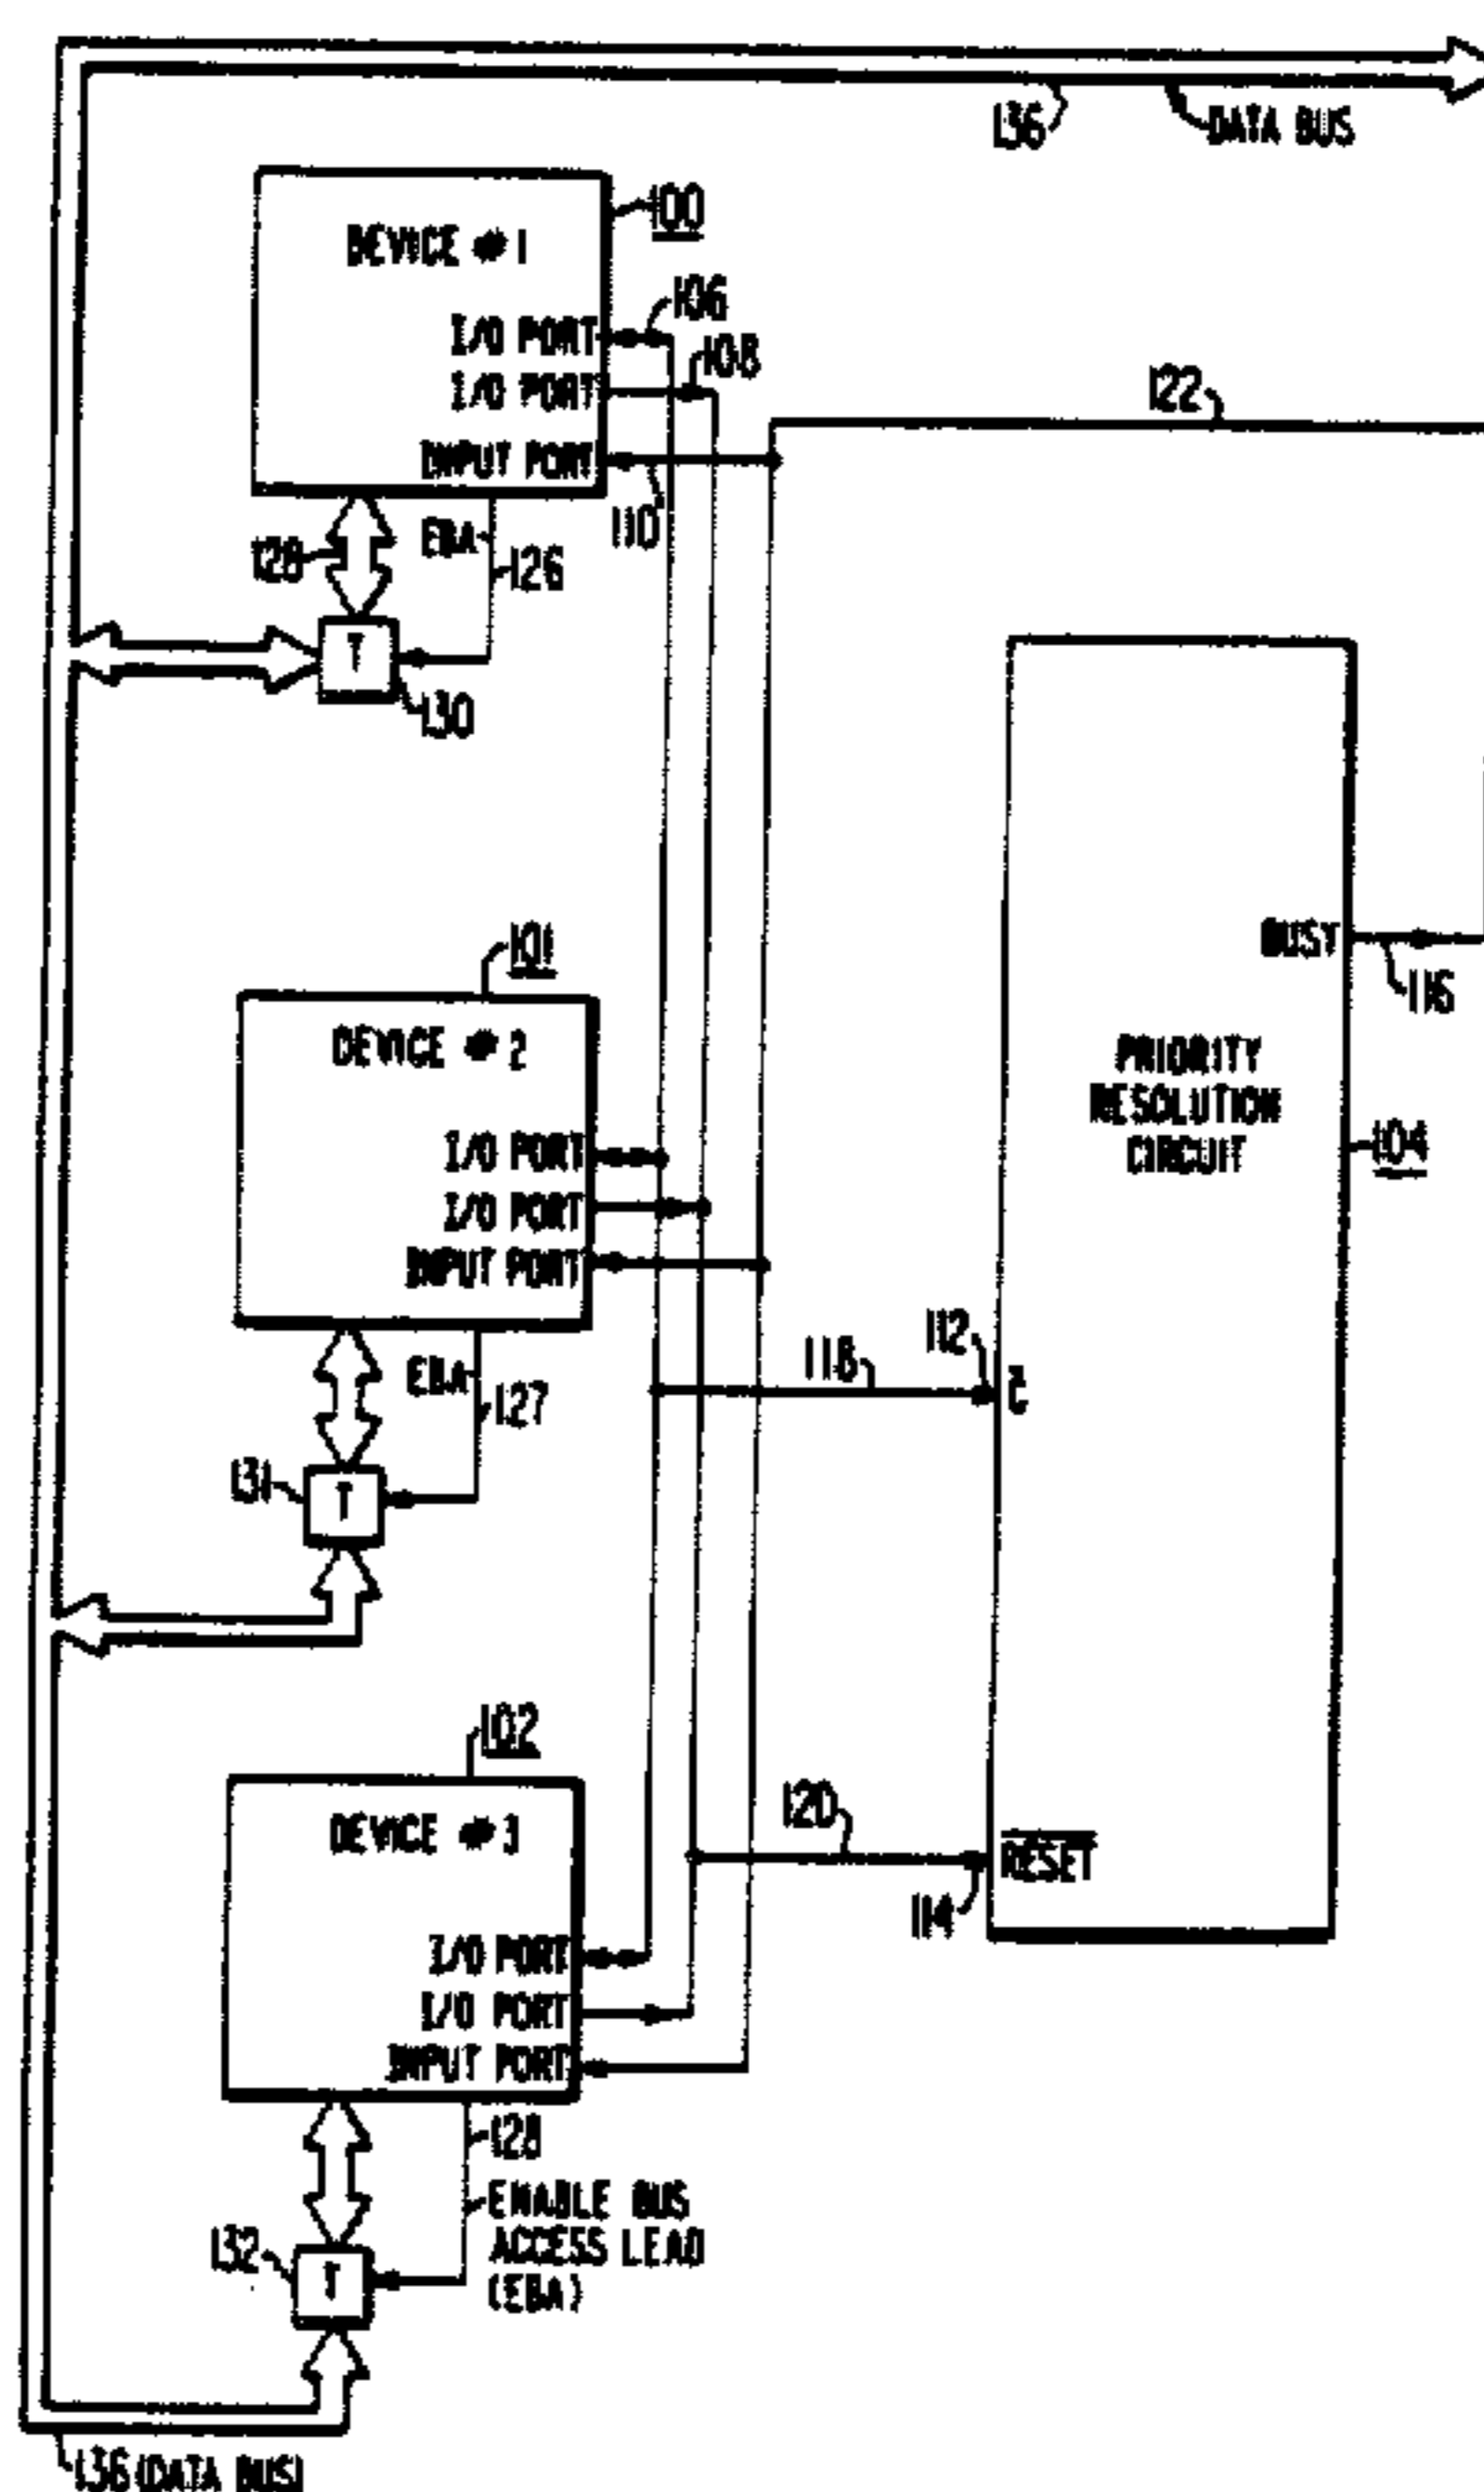 136
DATA BUS
100
DEVICE #1
106
I/O PORT
108
I/O PORT
122
INPUT PORT
110
128
EBA
126
T
130
BUSY
116
101
DEVICE #2
PRIORITY
RESOLUTION
CIRCUIT
104
I/O PORT
I/O PORT
INPUT PORT
118
112
C̅
EBA
127
131
T
102
DEVICE #3
120
R̅E̅S̅E̅T̅
114
I/O PORT
I/O PORT
INPUT PORT
128
ENABLE BUS
ACCESS LEAD
(EBA)
132
T
136 (DATA BUS)